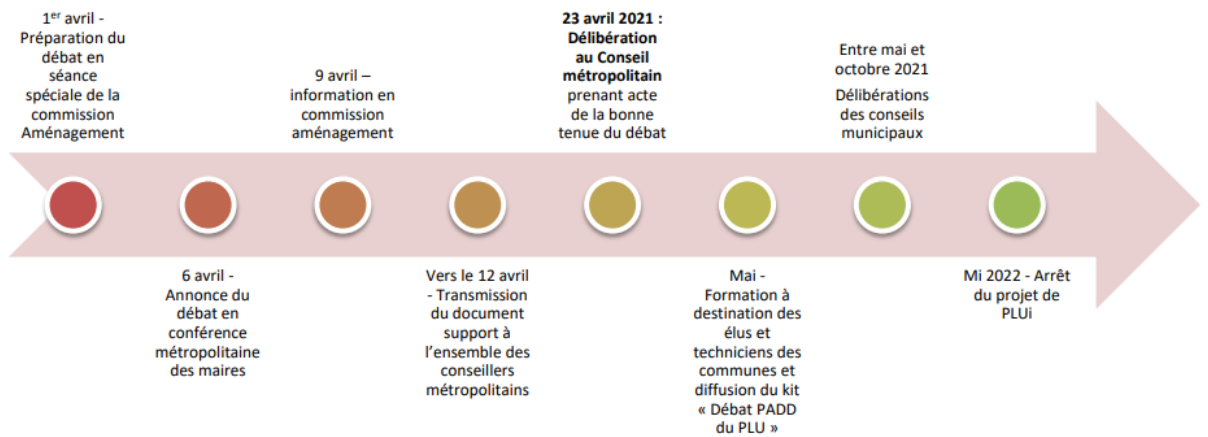 1er avril -
Préparation du
débat en
séance
spéciale de la
commission
Aménagement
6 avril -
Annonce du
débat en
conférence
métropolitaine
des maires
9 avril –
information en
commission
aménagement
Vers le 12 avril
- Transmission
du document
support à
l'ensemble des
conseillers
métropolitains
23 avril 2021 :
Délibération
au Conseil
métropolitain
prenant acte
de la bonne
tenue du débat
Mai -
Formation à
destination des
élus et
techniciens des
communes et
diffusion du kit
« Débat PADD
du PLU »
Entre mai et
octobre 2021
Délibérations
des conseils
municipaux
Mi 2022 - Arrêt
du projet de
PLUi